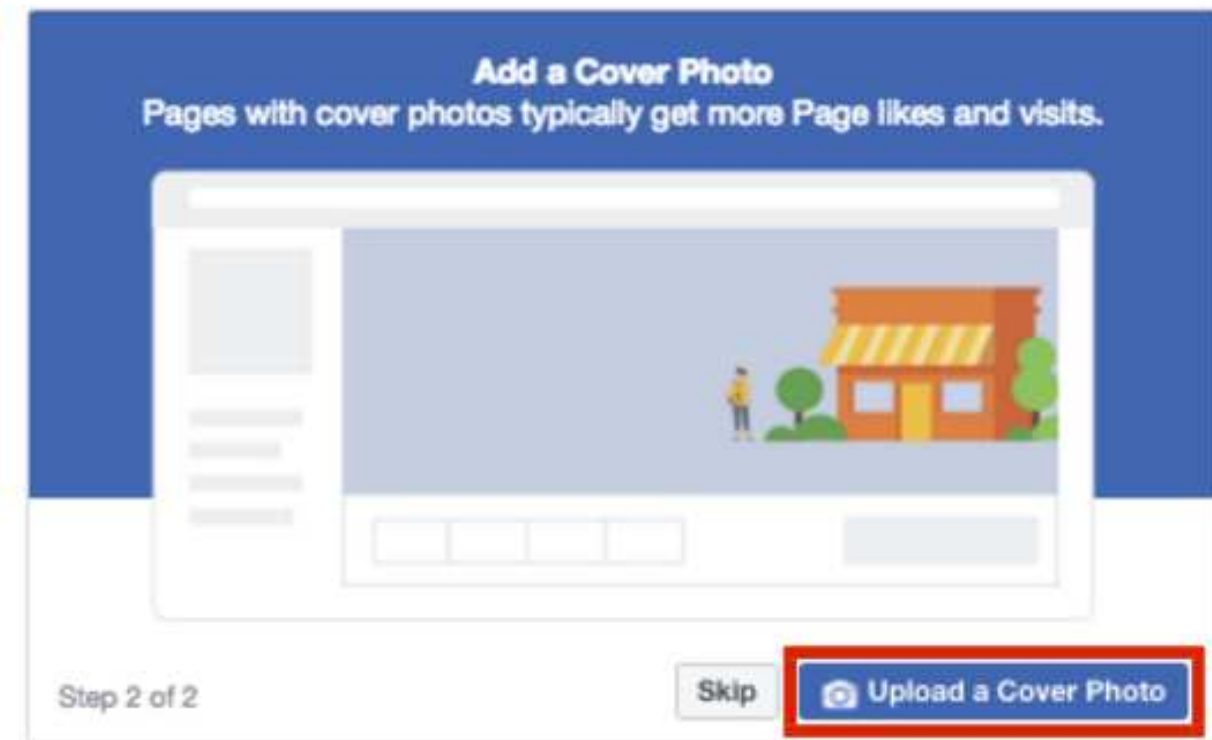 Add a Cover Photo
Pages with cover photos typically get more Page likes and visits.
Step 2 of 2
Skip
Upload a Cover Photo